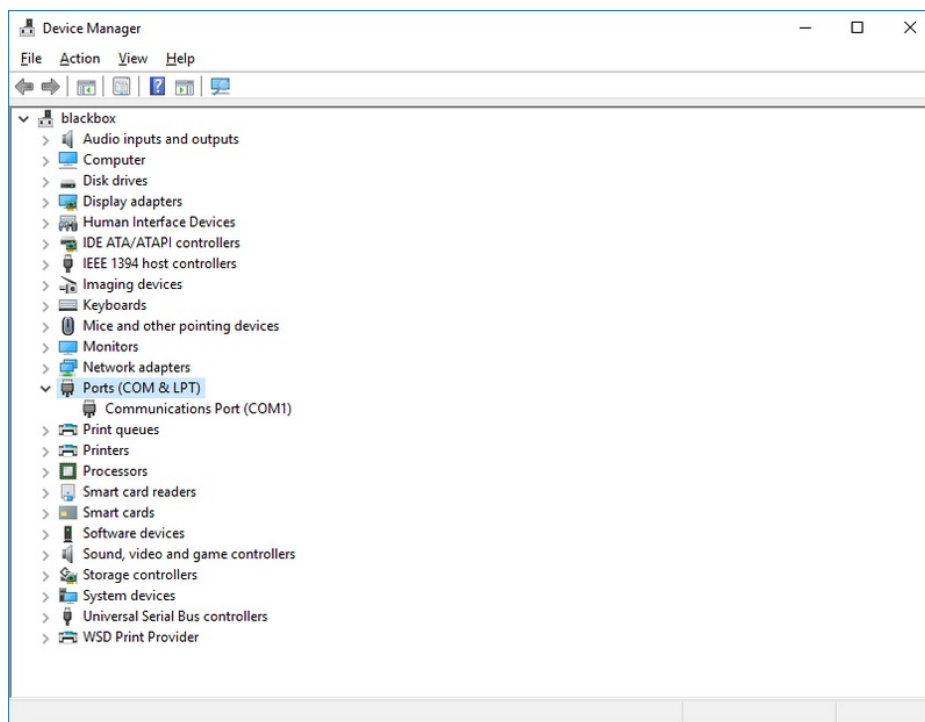 Device Manager
File Action View Help
blackbox
Audio inputs and outputs
Computer
Disk drives
Display adapters
Human Interface Devices
IDE ATA/ATAPI controllers
IEEE 1394 host controllers
Imaging devices
Keyboards
Mice and other pointing devices
Monitors
Network adapters
Ports (COM & LPT)
Communications Port (COM1)
Print queues
Printers
Processors
Smart card readers
Smart cards
Software devices
Sound, video and game controllers
Storage controllers
System devices
Universal Serial Bus controllers
WSD Print Provider